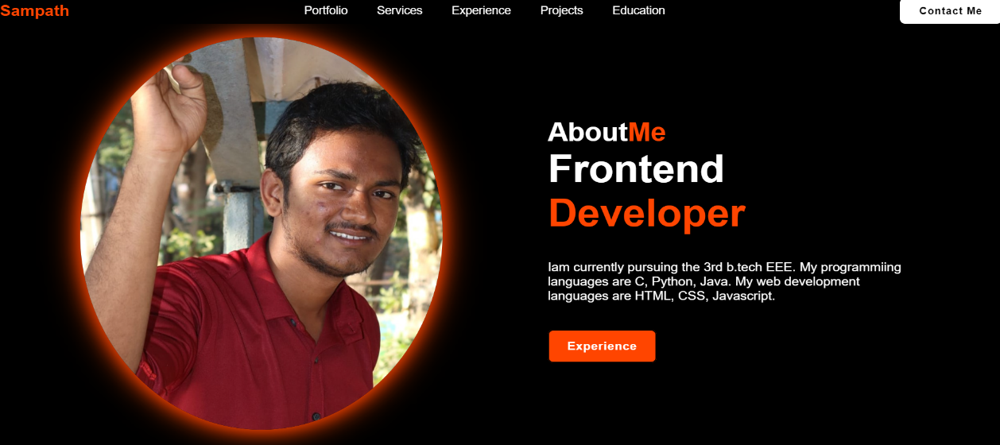 Sampath
Portfolio Services Experience Projects Education
Contact Me
AboutMe
Frontend
Developer
Iam currently pursuing the 3rd b.tech EEE. My programmiing
languages are C, Python, Java. My web development
languages are HTML, CSS, Javascript.
Experience